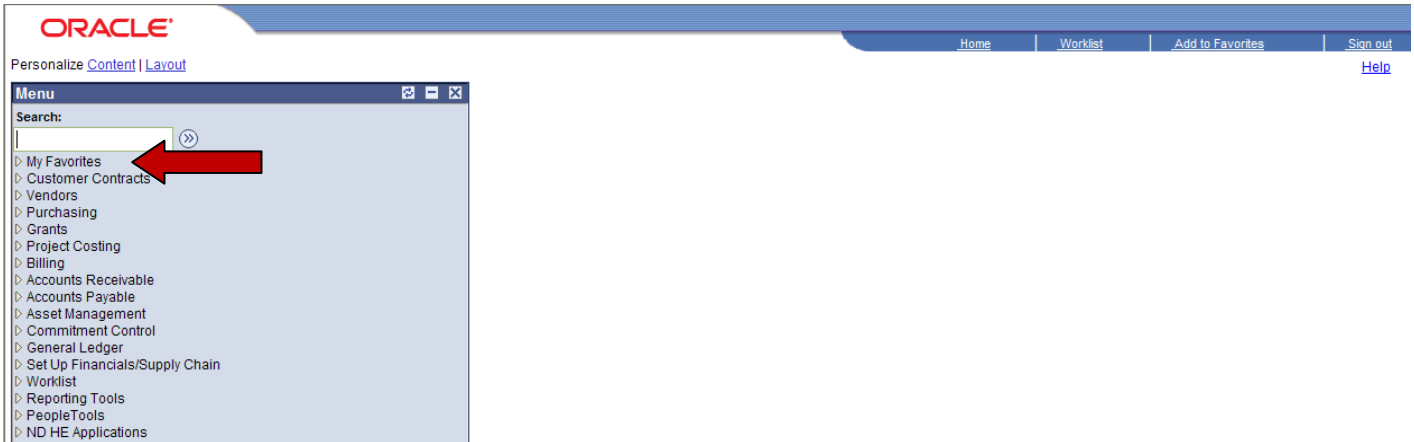 ORACLE
Home | Worklist | Add to Favorites | Sign out
Personalize Content | Layout
Help
Menu
Search:
My Favorites
Customer Contracts
Vendors
Purchasing
Grants
Project Costing
Billing
Accounts Receivable
Accounts Payable
Asset Management
Commitment Control
General Ledger
Set Up Financials/Supply Chain
Worklist
Reporting Tools
PeopleTools
ND HE Applications